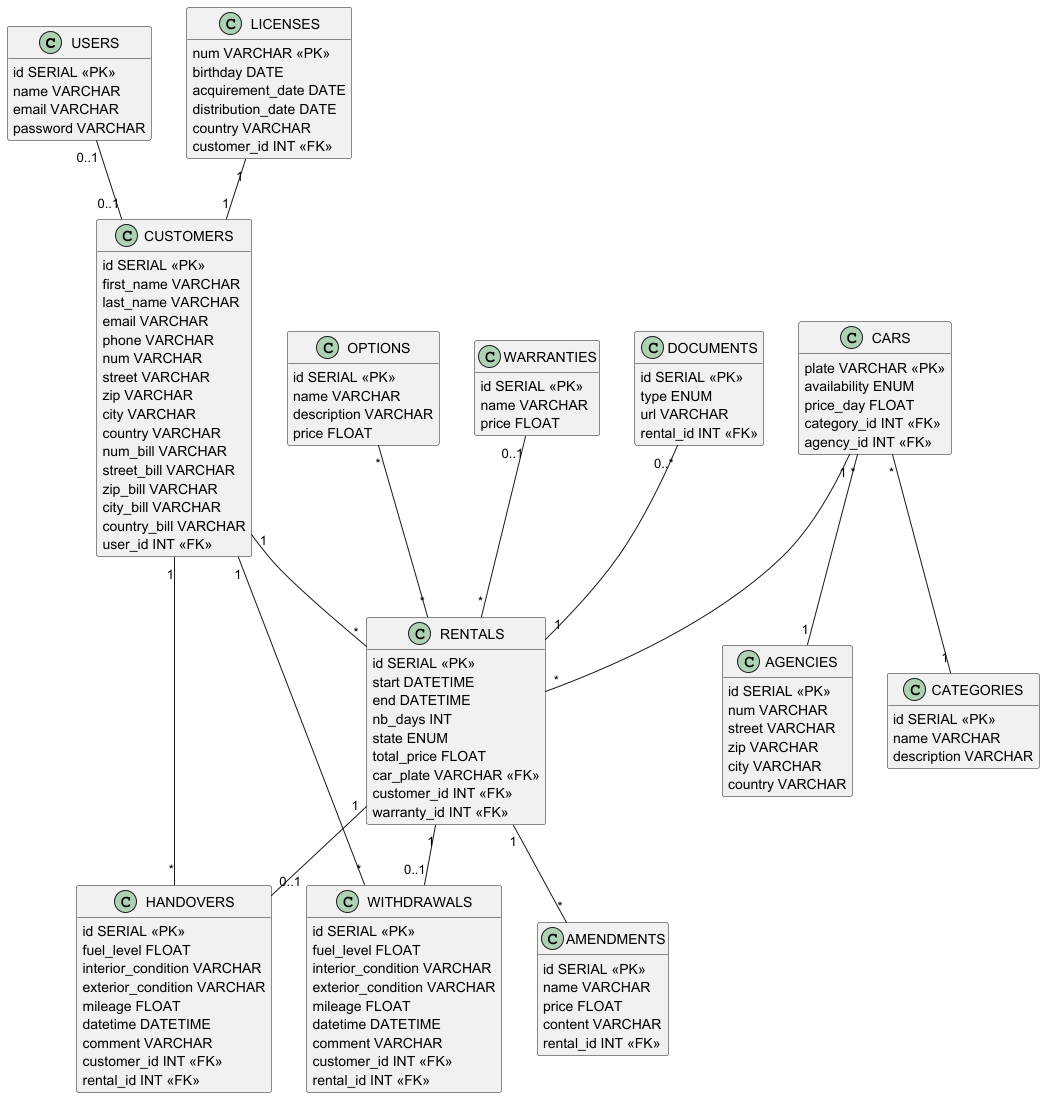 C USERS
id SERIAL «PK»
name VARCHAR
email VARCHAR
password VARCHAR
C LICENSES
num VARCHAR «PK»
birthday DATE
acquirement_date DATE
distribution_date DATE
country VARCHAR
customer_id INT «FK»
0..1
0..1
1
1
C CUSTOMERS
id SERIAL «PK»
first_name VARCHAR
last_name VARCHAR
email VARCHAR
phone VARCHAR
num VARCHAR
street VARCHAR
zip VARCHAR
city VARCHAR
country VARCHAR
num_bill VARCHAR
street_bill VARCHAR
zip_bill VARCHAR
city_bill VARCHAR
country_bill VARCHAR
user_id INT «FK»
C OPTIONS
id SERIAL «PK»
name VARCHAR
description VARCHAR
price FLOAT
C WARRANTIES
id SERIAL «PK»
name VARCHAR
price FLOAT
C DOCUMENTS
id SERIAL «PK»
type ENUM
url VARCHAR
rental_id INT «FK»
C CARS
plate VARCHAR «PK»
availability ENUM
price_day FLOAT
category_id INT «FK»
agency_id INT «FK»
*
0..1
0..*
1
*
*
1
*
1
1
*
*
1
*
1
1
C RENTALS
id SERIAL «PK»
start DATETIME
end DATETIME
nb_days INT
state ENUM
total_price FLOAT
car_plate VARCHAR «FK»
customer_id INT «FK»
warranty_id INT «FK»
C AGENCIES
id SERIAL «PK»
num VARCHAR
street VARCHAR
zip VARCHAR
city VARCHAR
country VARCHAR
C CATEGORIES
id SERIAL «PK»
name VARCHAR
description VARCHAR
1
1
1
*
0..1
*
0..1
*
C HANDOVERS
id SERIAL «PK»
fuel_level FLOAT
interior_condition VARCHAR
exterior_condition VARCHAR
mileage FLOAT
datetime DATETIME
comment VARCHAR
customer_id INT «FK»
rental_id INT «FK»
C WITHDRAWALS
id SERIAL «PK»
fuel_level FLOAT
interior_condition VARCHAR
exterior_condition VARCHAR
mileage FLOAT
datetime DATETIME
comment VARCHAR
customer_id INT «FK»
rental_id INT «FK»
C AMENDMENTS
id SERIAL «PK»
name VARCHAR
price FLOAT
content VARCHAR
rental_id INT «FK»